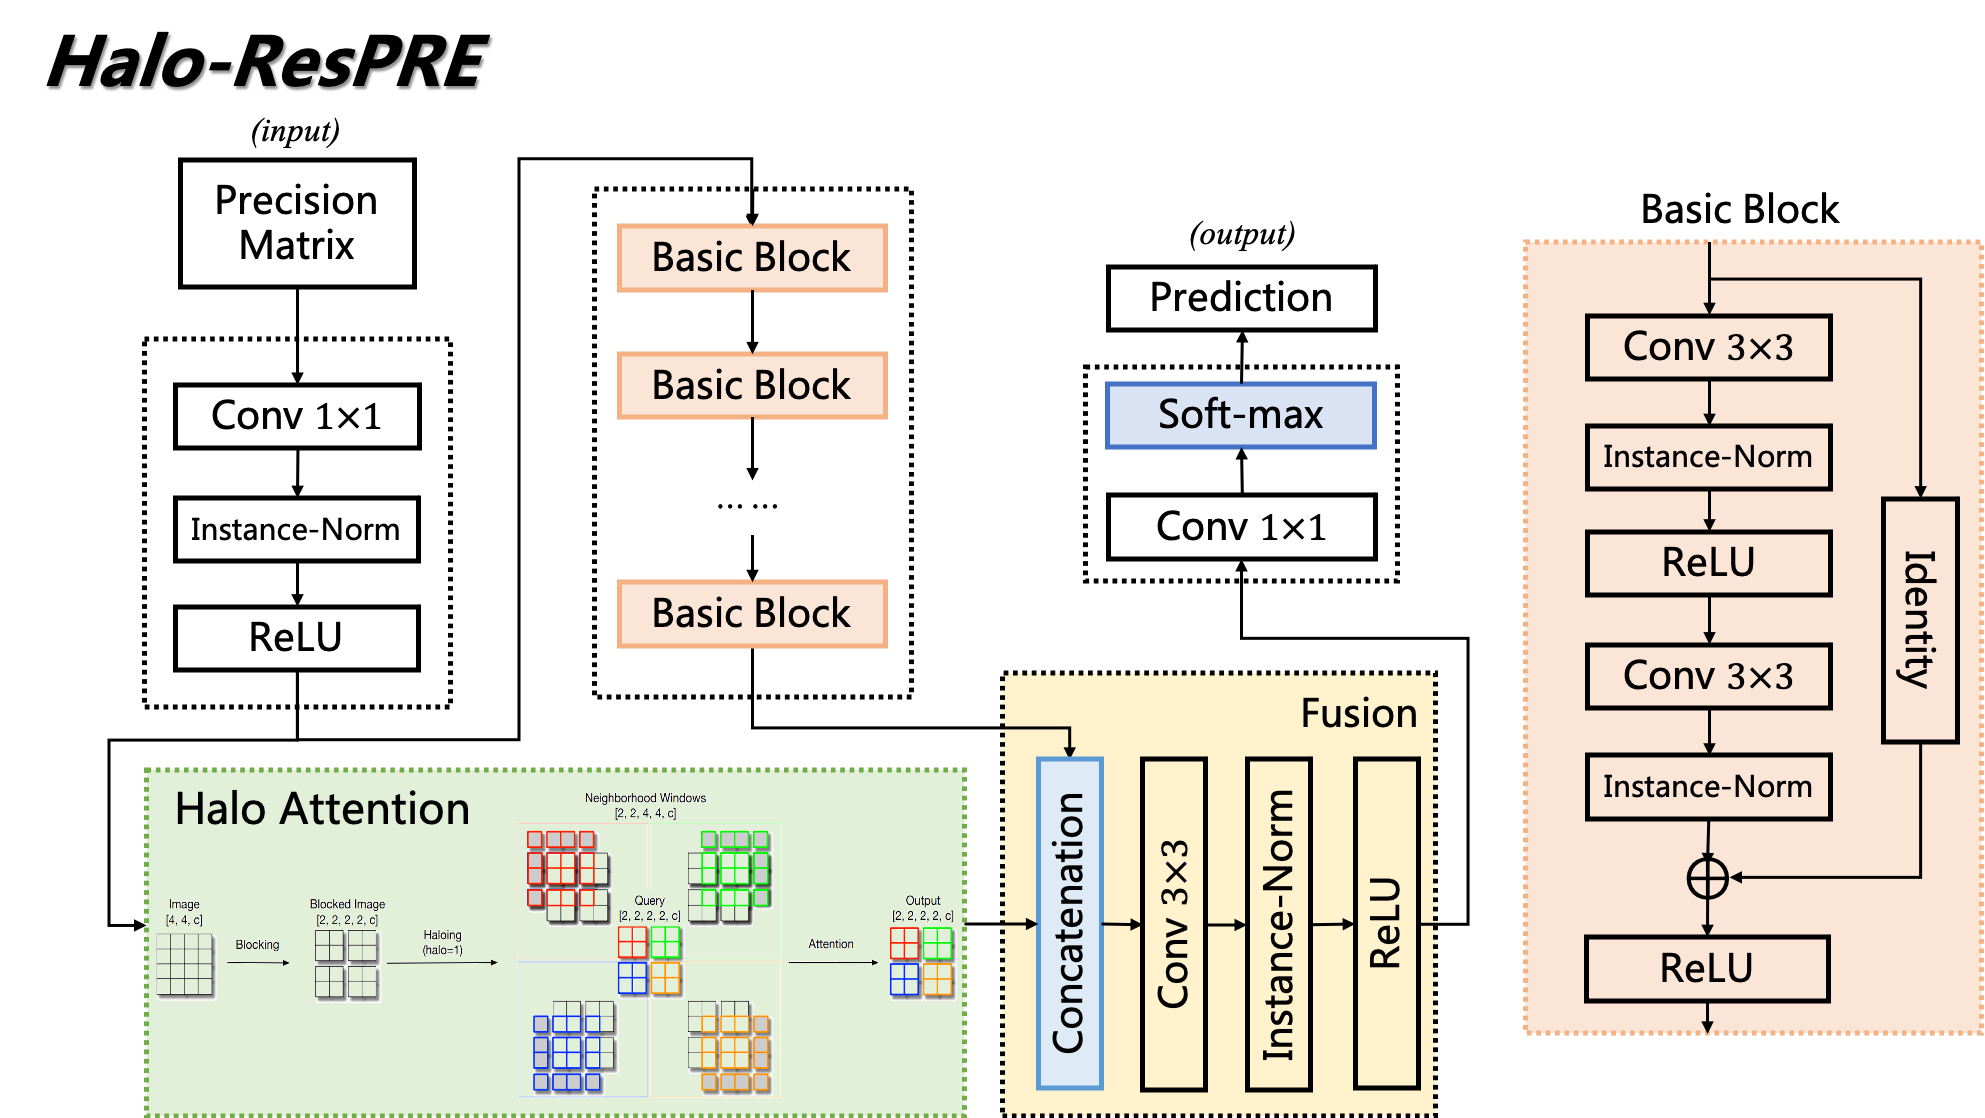 Halo-ResPRE
(input)
Precision
Matrix
Conv 1×1
Instance-Norm
ReLU
Basic Block
Basic Block
... ...
Basic Block
(output)
Prediction
Soft-max
Conv 1×1
Halo Attention
Image
[4, 4, c]
Blocking
Blocked Image
[2, 2, 2, 2, c]
Haloing
(halo=1)
Neighborhood Windows
[2, 2, 4, 4, c]
Query
[2, 2, 2, 2, c]
Attention
Output
[2, 2, 2, 2, c]
Fusion
Concatenation
Conv 3×3
Instance-Norm
ReLU
Basic Block
Conv 3×3
Instance-Norm
ReLU
Conv 3×3
Instance-Norm
Identity
ReLU